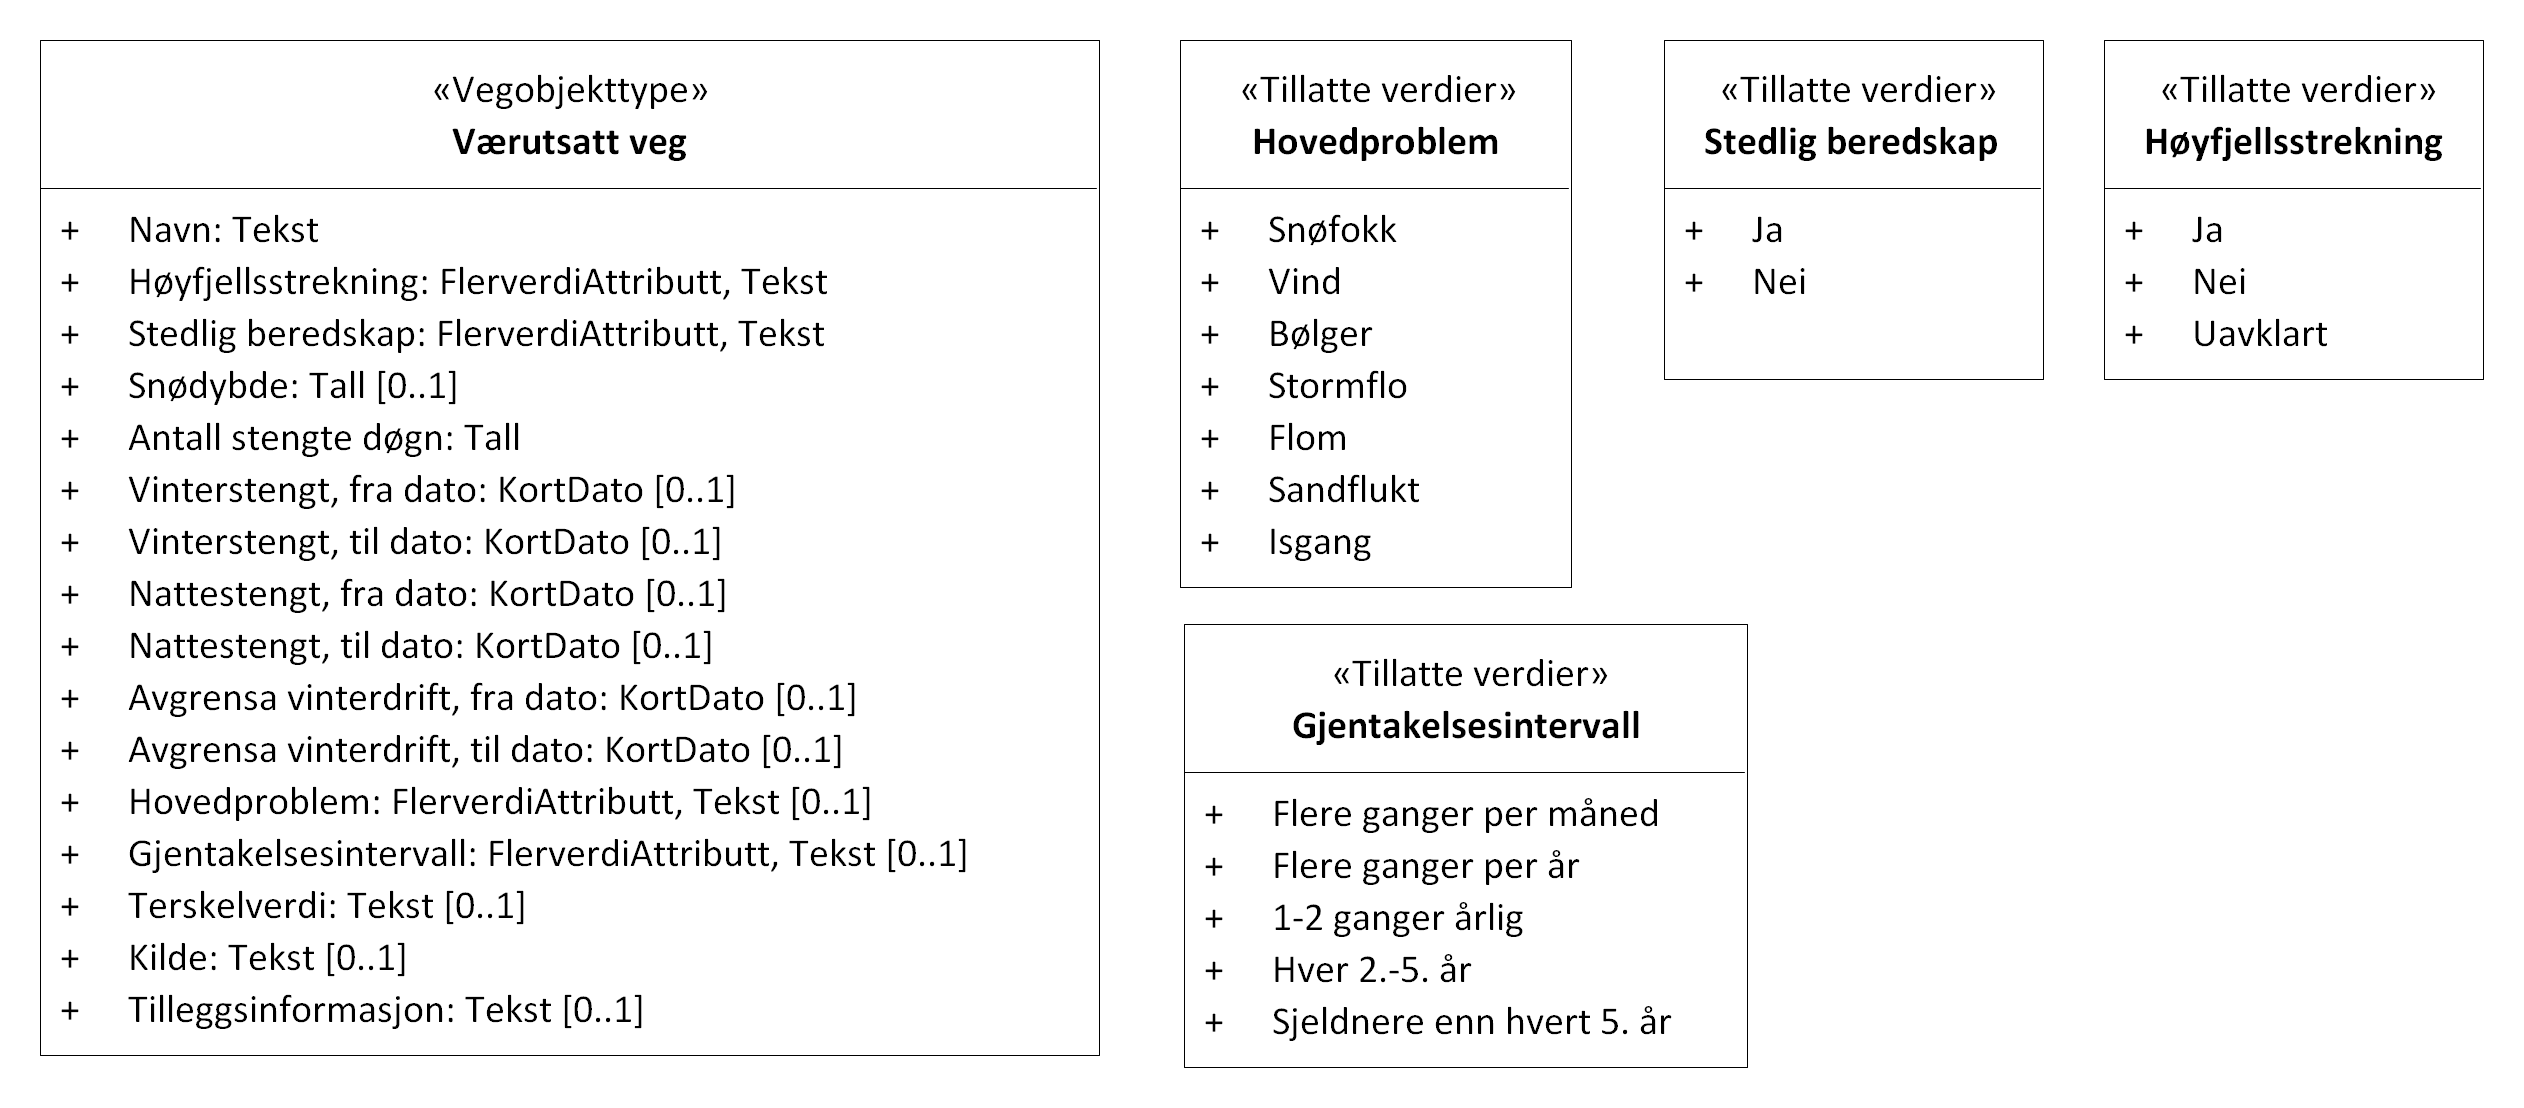 «Vegobjekttype»
Værutsatt veg
+ Navn: Tekst
+ Høyfjellsstrekning: FlerverdiAttributt, Tekst
+ Stedlig beredskap: FlerverdiAttributt, Tekst
+ Snødybde: Tall [0..1]
+ Antall stengte døgn: Tall
+ Vinterstengt, fra dato: KortDato [0..1]
+ Vinterstengt, til dato: KortDato [0..1]
+ Nattestengt, fra dato: KortDato [0..1]
+ Nattestengt, til dato: KortDato [0..1]
+ Avgrensa vinterdrift, fra dato: KortDato [0..1]
+ Avgrensa vinterdrift, til dato: KortDato [0..1]
+ Hovedproblem: FlerverdiAttributt, Tekst [0..1]
+ Gjentakelsesintervall: FlerverdiAttributt, Tekst [0..1]
+ Terskelverdi: Tekst [0..1]
+ Kilde: Tekst [0..1]
+ Tilleggsinformasjon: Tekst [0..1]
«Tillatte verdier»
Hovedproblem
+ Snøfokk
+ Vind
+ Bølger
+ Stormflo
+ Flom
+ Sandflukt
+ Isgang
«Tillatte verdier»
Stedlig beredskap
+ Ja
+ Nei
«Tillatte verdier»
Høyfjellsstrekning
+ Ja
+ Nei
+ Uavklart
«Tillatte verdier»
Gjentakelsesintervall
+ Flere ganger per måned
+ Flere ganger per år
+ 1-2 ganger årlig
+ Hver 2.-5. år
+ Sjeldnere enn hvert 5. år